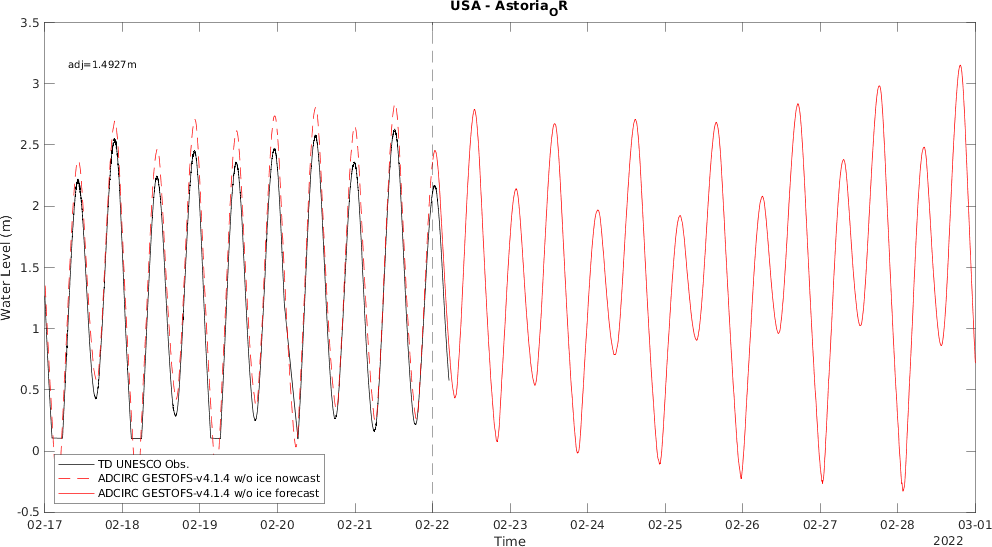 USA - AstoriaOR
3.5
adj=1.4927m
3
2.5
2
1.5
1
0.5
0
-0.5
Water Level (m)
TD UNESCO Obs.
ADCIRC GESTOFS-v4.1.4 w/o ice nowcast
ADCIRC GESTOFS-v4.1.4 w/o ice forecast
02-17 02-18 02-19 02-20 02-21 02-22 02-23 02-24 02-25 02-26 02-27 02-28 03-01
Time
2022